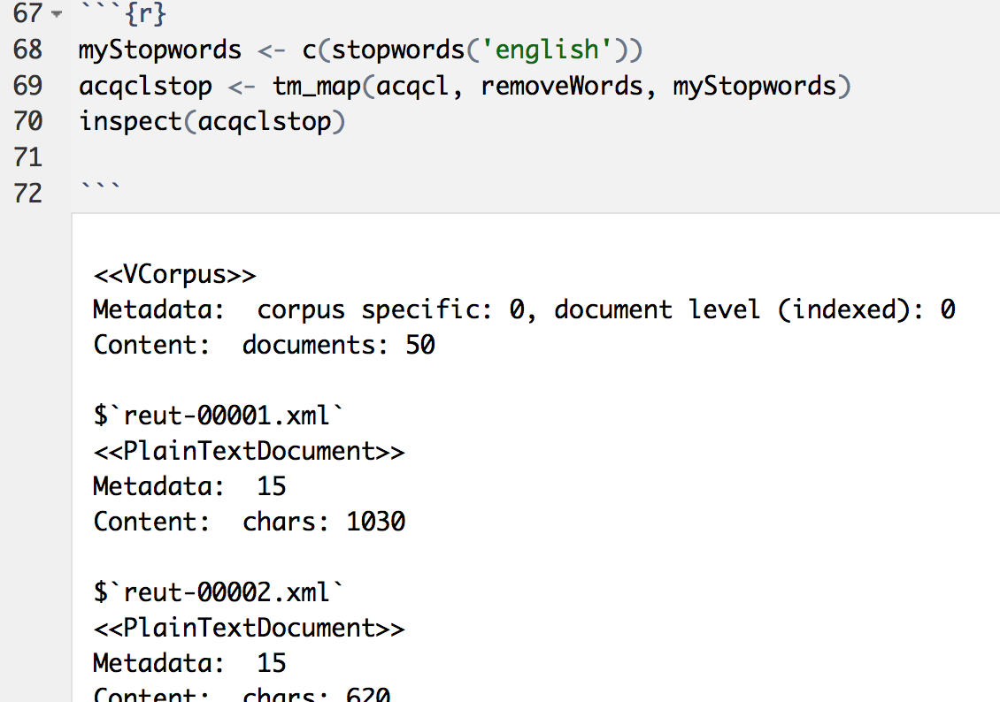 67 ```{r}
68 myStopwords <- c(stopwords('english'))
69 acqclstop <- tm_map(acqcl, removeWords, myStopwords)
70 inspect(acqclstop)
71
72 ```
<<VCorpus>>
Metadata:  corpus specific: 0, document level (indexed): 0
Content:  documents: 50
$`reut-00001.xml`
<<PlainTextDocument>>
Metadata:  15
Content:  chars: 1030
$`reut-00002.xml`
<<PlainTextDocument>>
Metadata:  15
Content:  chars: 620